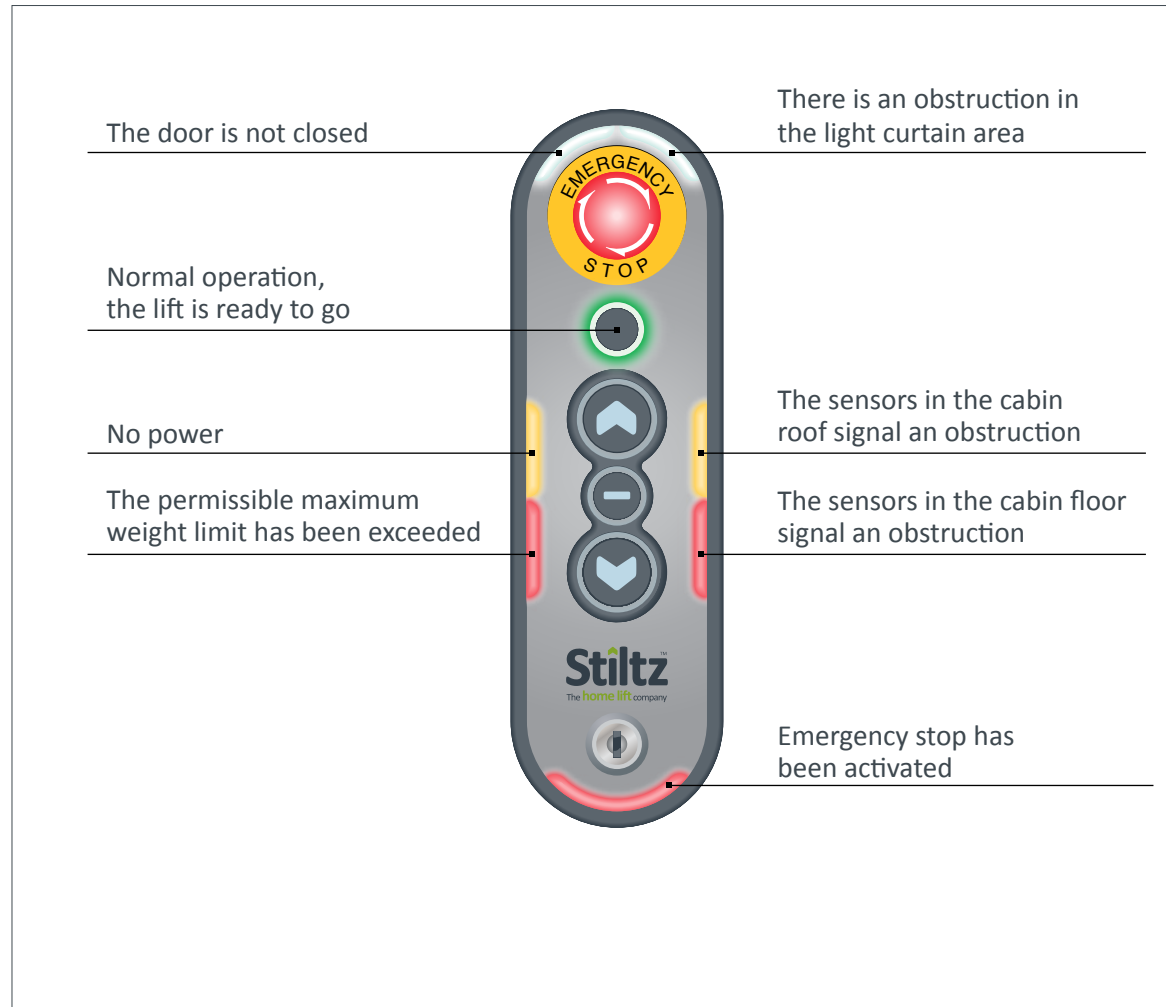 The door is not closed
There is an obstruction in
the light curtain area
EMERGENCY
STOP
Normal operation,
the lift is ready to go
No power
The sensors in the cabin
roof signal an obstruction
The permissible maximum
weight limit has been exceeded
The sensors in the cabin floor
signal an obstruction
Stiltz™
The home lift company
Emergency stop has
been activated